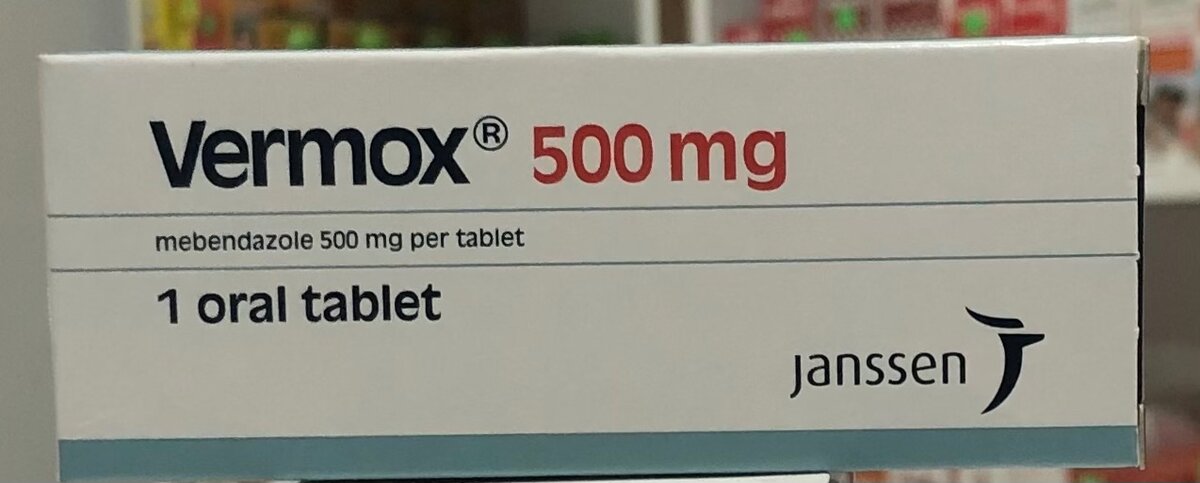 Vermox® 500 mg
mebendazole 500 mg per tablet
1 oral tablet
Janssen